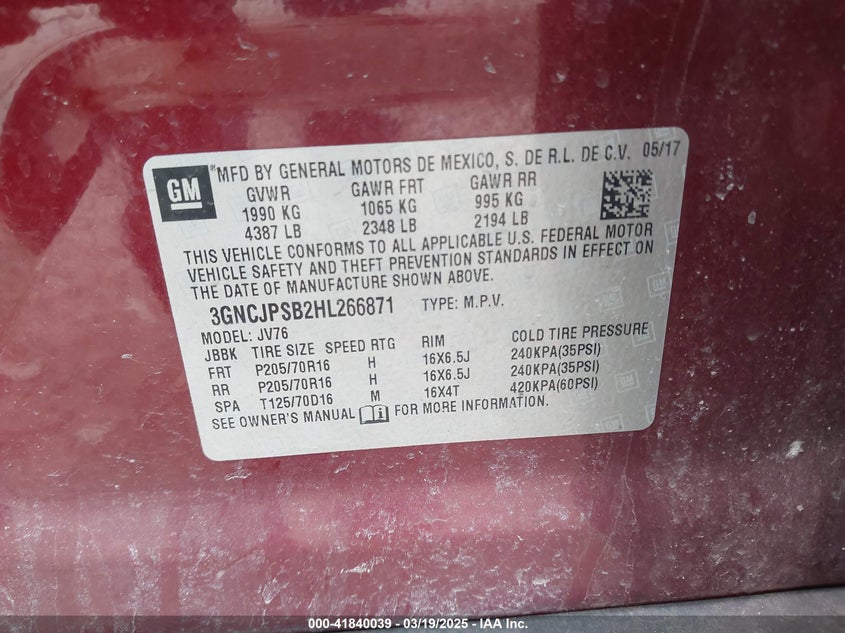 GM
*MFD BY GENERAL MOTORS DE MEXICO, S. DE R.L. DE C.V. 05/17
GVWR GAWR FRT GAWR RR
1990 KG 1065 KG 995 KG
4387 LB 2348 LB 2194 LB
THIS VEHICLE CONFORMS TO ALL APPLICABLE U.S. FEDERAL MOTOR
VEHICLE SAFETY AND THEFT PREVENTION STANDARDS IN EFFECT ON
THE DATE OF MANUFACTURE SHOWN ABOVE.
3GNCJPSB2HL266871 TYPE: M.P.V.
MODEL: JV76
JBBK TIRE SIZE SPEED RTG RIM COLD TIRE PRESSURE
FRT P205/70R16 H 16X6.5J 240KPA(35PSI)
RR P205/70R16 H 16X6.5J 240KPA(35PSI)
SPA T125/70D16 M 16X4T 420KPA(60PSI)
SEE OWNER'S MANUAL FOR MORE INFORMATION.
000-41840039 - 03/19/2025 - IAA Inc.